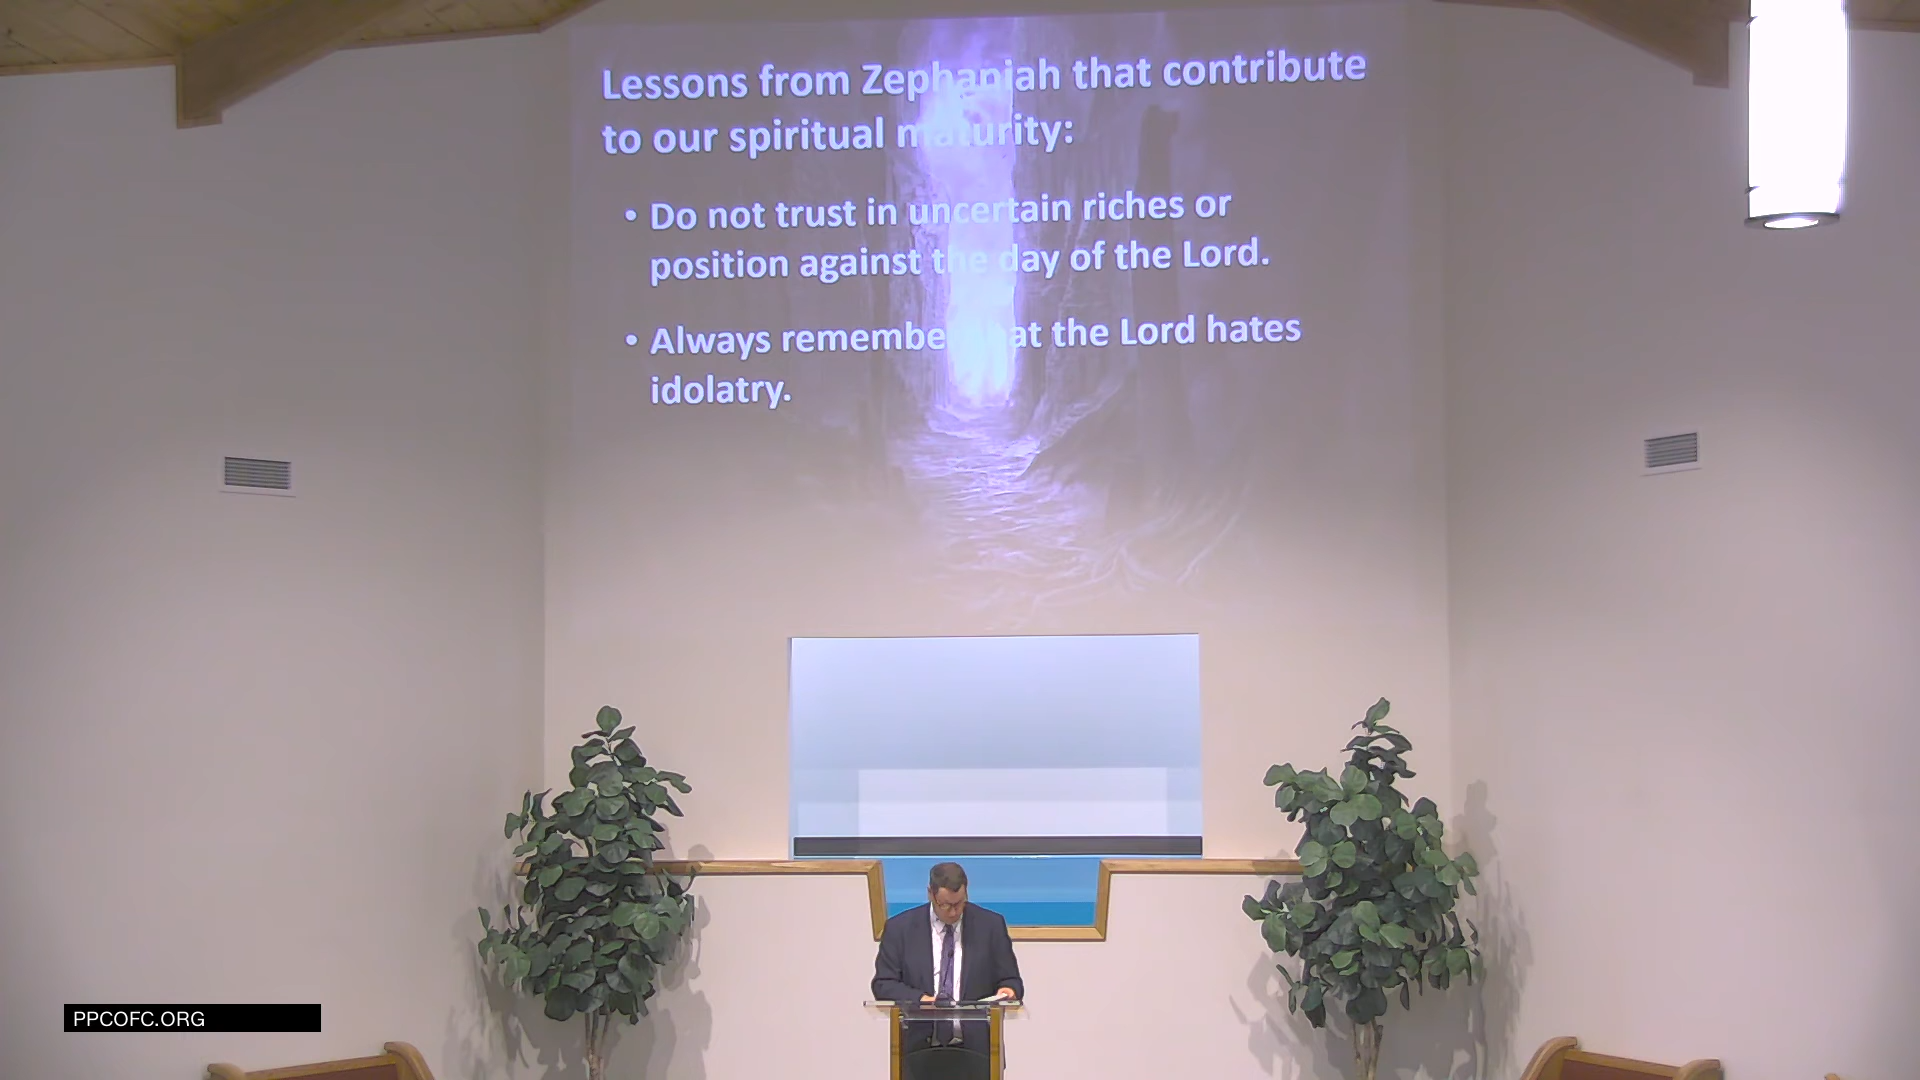 Lessons from Zephaniah that contribute
to our spiritual maturity:
• Do not trust in uncertain riches or
position against the day of the Lord.
• Always remember that the Lord hates
idolatry.
PPCOFC.ORG